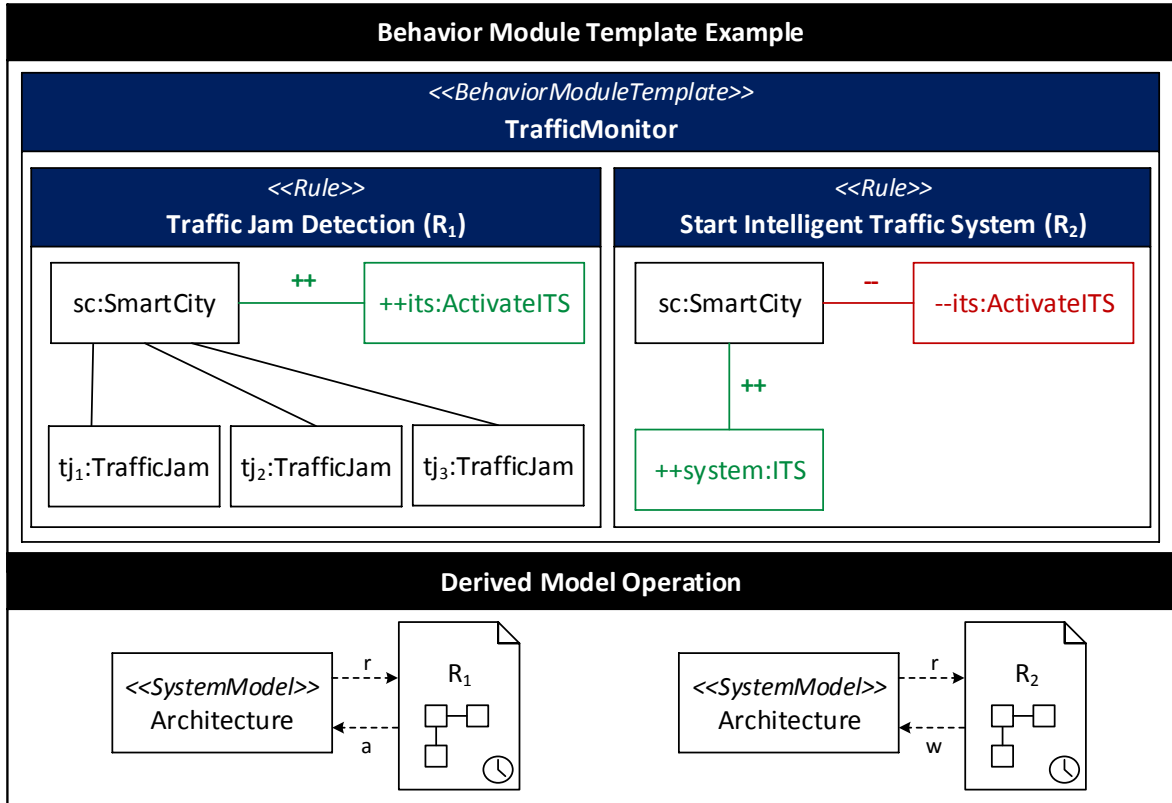 Behavior Module Template Example
<<BehaviorModuleTemplate>>
TrafficMonitor
<<Rule>>
Traffic Jam Detection (R₁)
sc:SmartCity
++
++its:ActivateITS
tj₁:TrafficJam
tj₂:TrafficJam
tj₃:TrafficJam
<<Rule>>
Start Intelligent Traffic System (R₂)
sc:SmartCity
--
--its:ActivateITS
++
++system:ITS
Derived Model Operation
<<SystemModel>>
Architecture
r
a
R₁
<<SystemModel>>
Architecture
r
w
R₂